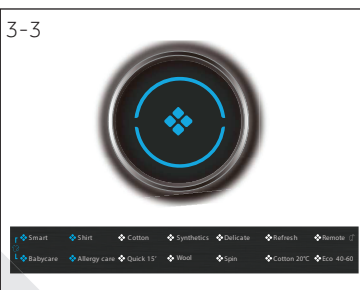 3-3
Smart Shirt Cotton Synthetics Delicate Refresh Remote
Babycare Allergy care Quick 15' Wool Spin Cotton 20°C Eco 40-60